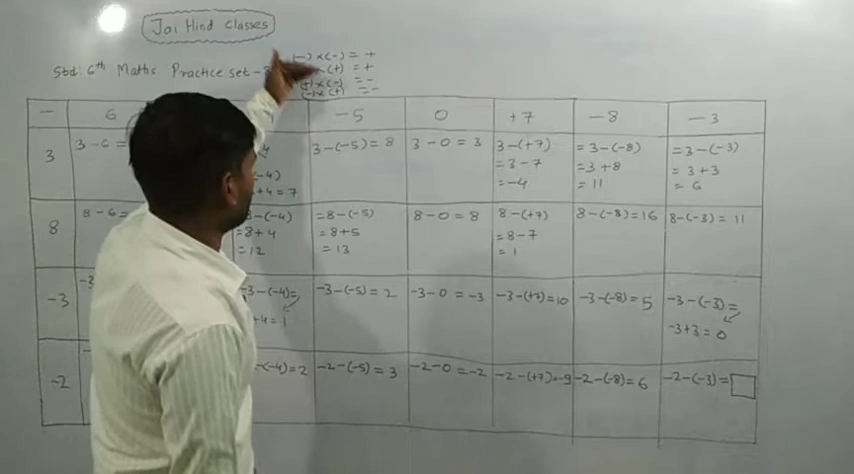 Jai Hind Classes
Std: 6th Maths Practice set - 8
(-) x (-) = +
(+) = +
(+) x (-) = -
(-) x (+) = -
- 6 -5 0 +7 -8 -3
3 3 - 6 = 3-(-5) = 8 3 - 0 = 3 3-(+7) = 3-(-8) =3-(-3)
(-4) = 3 - 7 = 3 + 8 = 3+3
+4 = 7 = -4 = 11 = 6
8 8 - 6 = 8-(-4) =8-(-5) 8-0 = 8 8-(+7) 8-(-8)=16 8-(-3) = 11
=8+4 =8+5 = 8-7
=12 = 13 = 1
-3 -3-(-4)= -3-(-5) = 2 -3-0 = -3 -3-(+7)=10 -3-(-8)= 5 -3-(-3)=
+4 = 1 -3+3 = 0
-2 -(-4)= 2 -2-(-5) = 3 -2-0 = -2 -2-(+7)=-9 -2-(-8)= 6 -2-(-3)=